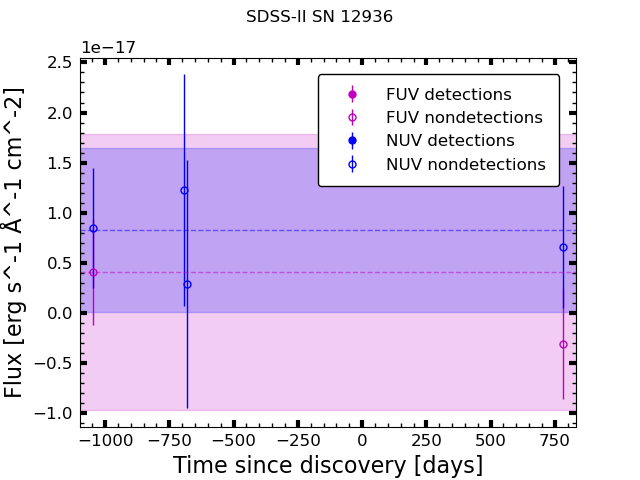 SDSS-II SN 12936
1e−17
2.5
2.0
1.5
1.0
0.5
0.0
−0.5
−1.0
Flux [erg s^-1 Å^-1 cm^-2]
FUV detections
FUV nondetections
NUV detections
NUV nondetections
−1000 −750 −500 −250 0 250 500 750
Time since discovery [days]